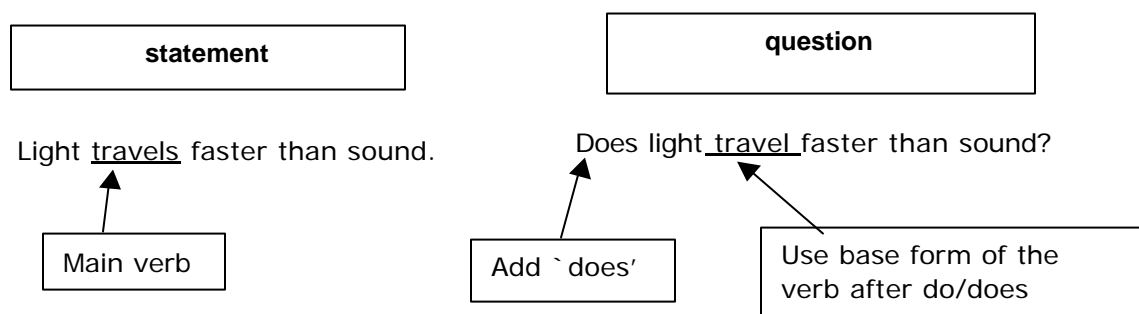 statement
question
Light travels faster than sound.
Does light travel faster than sound?
Main verb
Add `does’
Use base form of the
verb after do/does